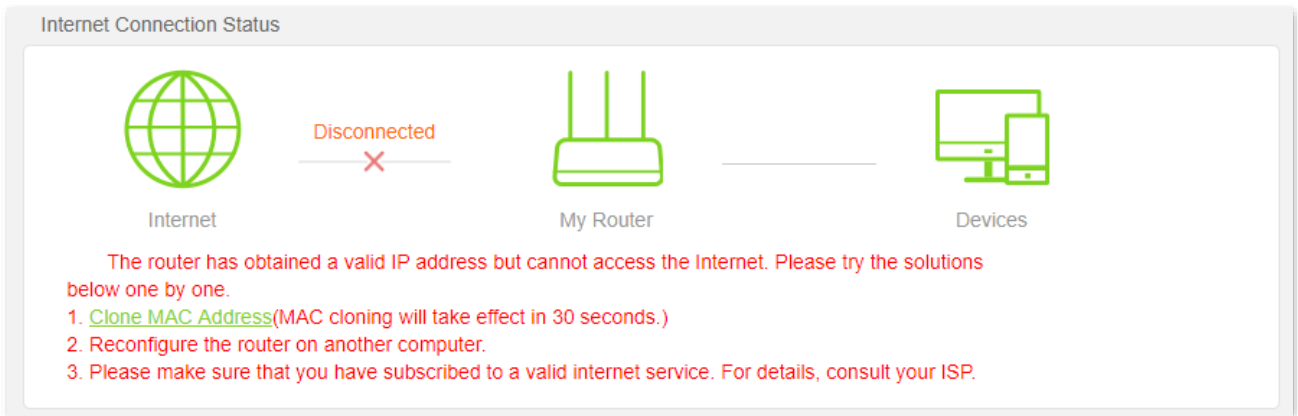 Internet Connection Status
Disconnected
Internet
My Router
Devices
The router has obtained a valid IP address but cannot access the Internet. Please try the solutions
below one by one.
1. Clone MAC Address(MAC cloning will take effect in 30 seconds.)
2. Reconfigure the router on another computer.
3. Please make sure that you have subscribed to a valid internet service. For details, consult your ISP.